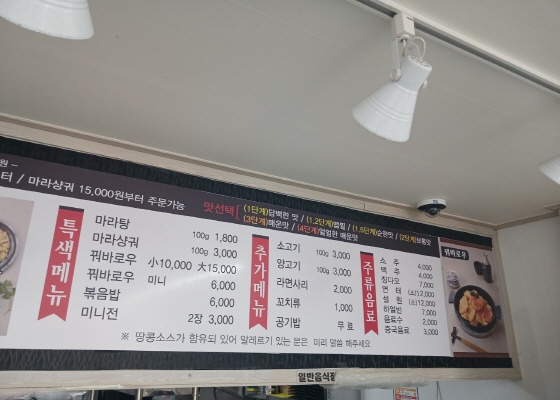 원 -
터 / 마라샹궈 15,000원부터 주문가능
맛선택 (1단계)담백한 맛 / (1.2단계)캡틸 / (1.5단계)순한맛 / (2단계)보통맛
(3단계)매운맛 / (4단계)얼얼한 매운맛
특색메뉴
마라탕 100g 1,800
마라샹궈 100g 3,000
꿔바로우 小10,000 大15,000
꿔바로우 미니 6,000
볶음밥 6,000
미니전 2장 3,000
추가메뉴
소고기 100g 3,000
양고기 100g 3,000
라면사리 2,000
꼬치류 1,000
공기밥 무료
주류음료
소주 4,000
맥주 4,000
칭다오 7,000
연태 (소)12,000
설원 (소)12,000
하얼빈 7,000
음료수 2,000
중국음료 3,000
※ 땅콩소스가 함유되 있어 알레르기 있는 분은 미리 말씀 해주세요
일반음식점